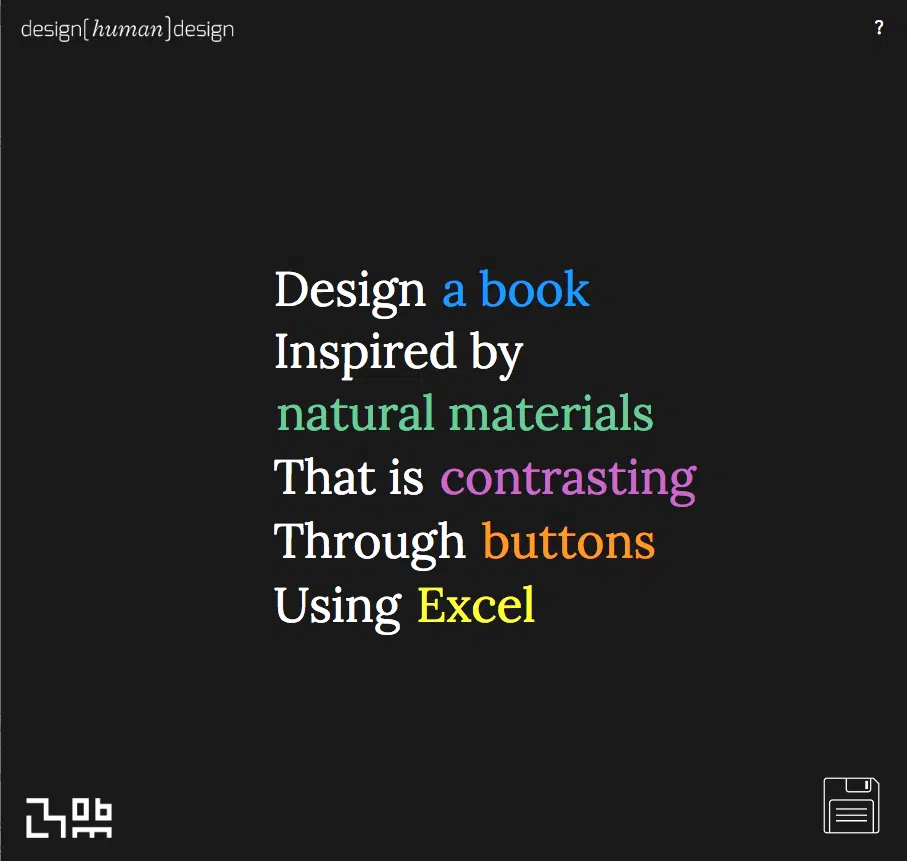 design[human]design
?
Design a book
Inspired by
natural materials
That is contrasting
Through buttons
Using Excel